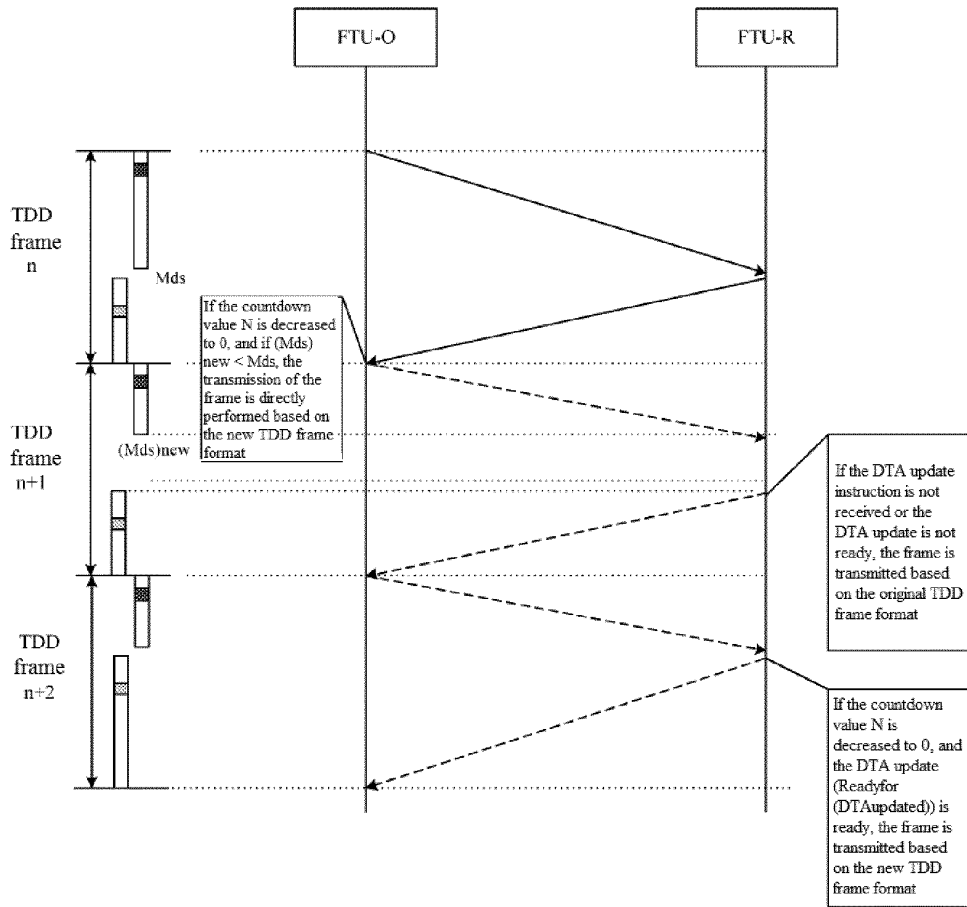 FTU-O
FTU-R
TDD
frame
n
Mds
If the countdown
value N is decreased
to 0, and if (Mds)
new < Mds, the
transmission of the
frame is directly
performed based on
the new TDD frame
format
TDD
frame
n+1
(Mds)new
If the DTA update
instruction is not
received or the
DTA update is not
ready, the frame is
transmitted based
on the original TDD
frame format
TDD
frame
n+2
If the countdown
value N is
decreased to 0, and
the DTA update
(Readyfor
(DTAupdated)) is
ready, the frame is
transmitted based
on the new TDD
frame format